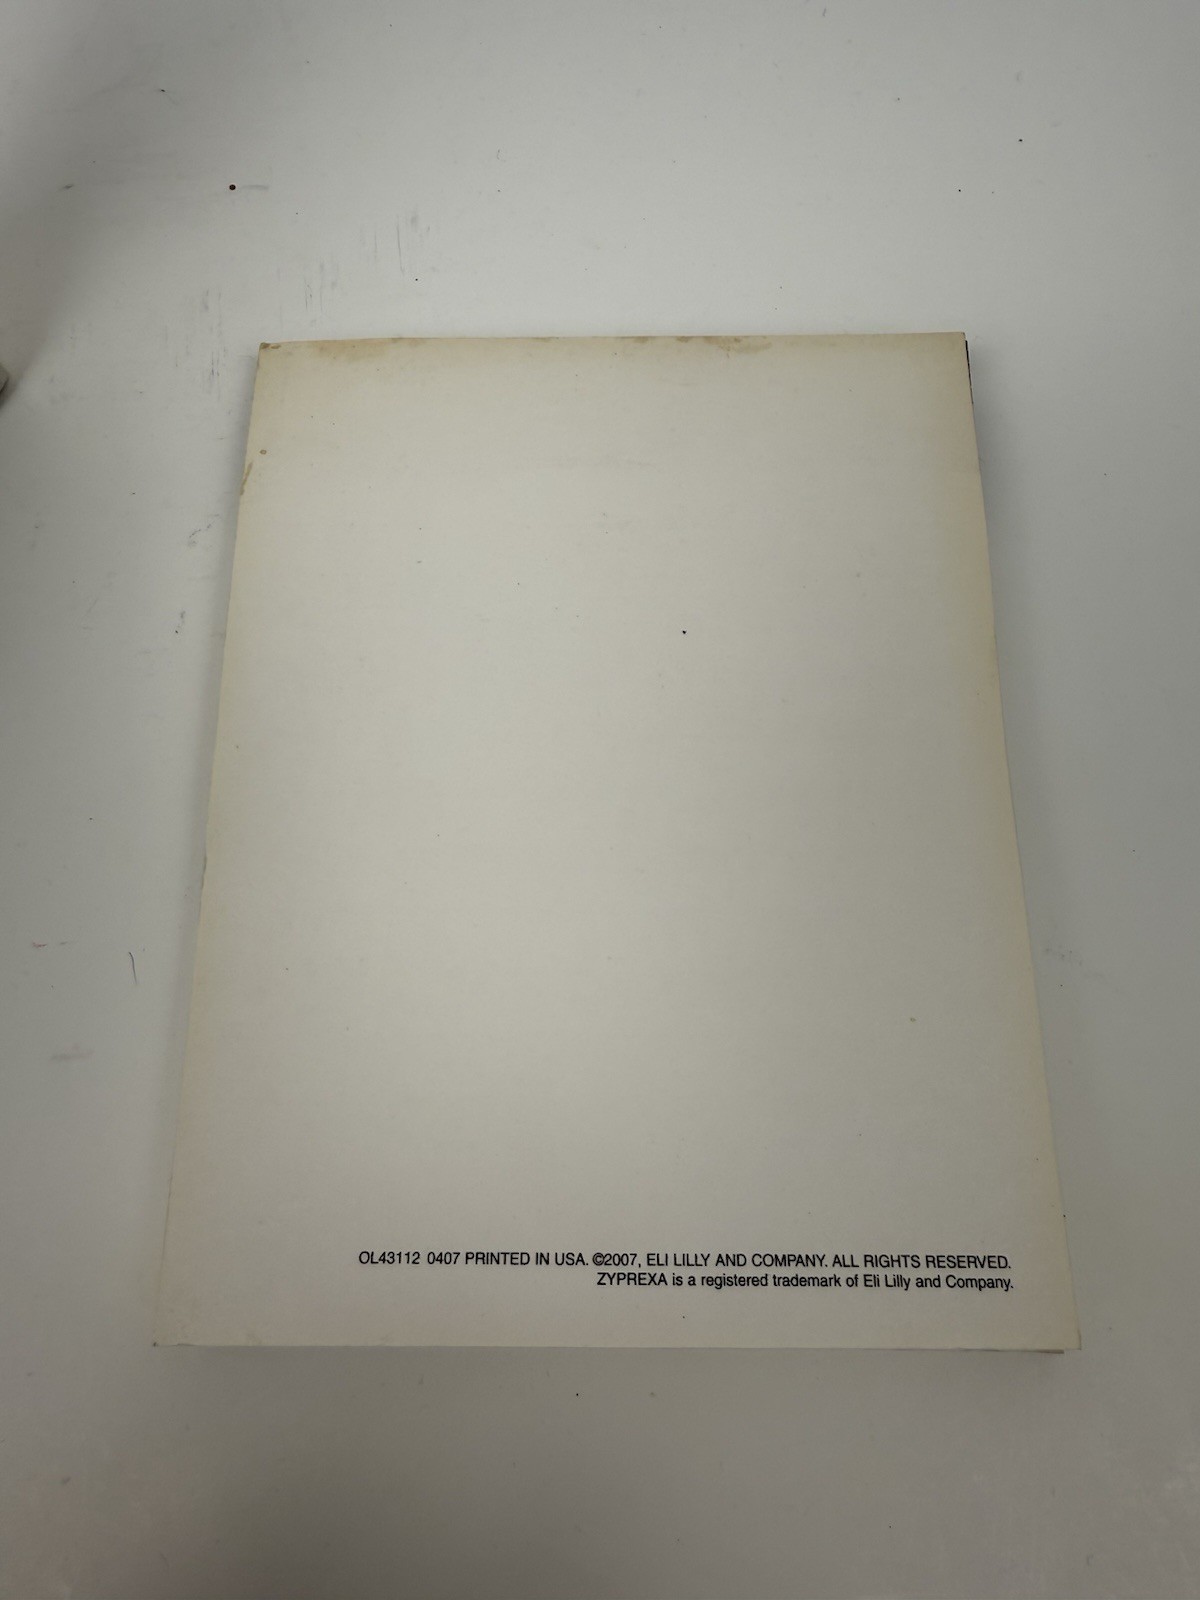 OL43112 0407 PRINTED IN USA. ©2007, ELI LILLY AND COMPANY. ALL RIGHTS RESERVED.
ZYPREXA is a registered trademark of Eli Lilly and Company.